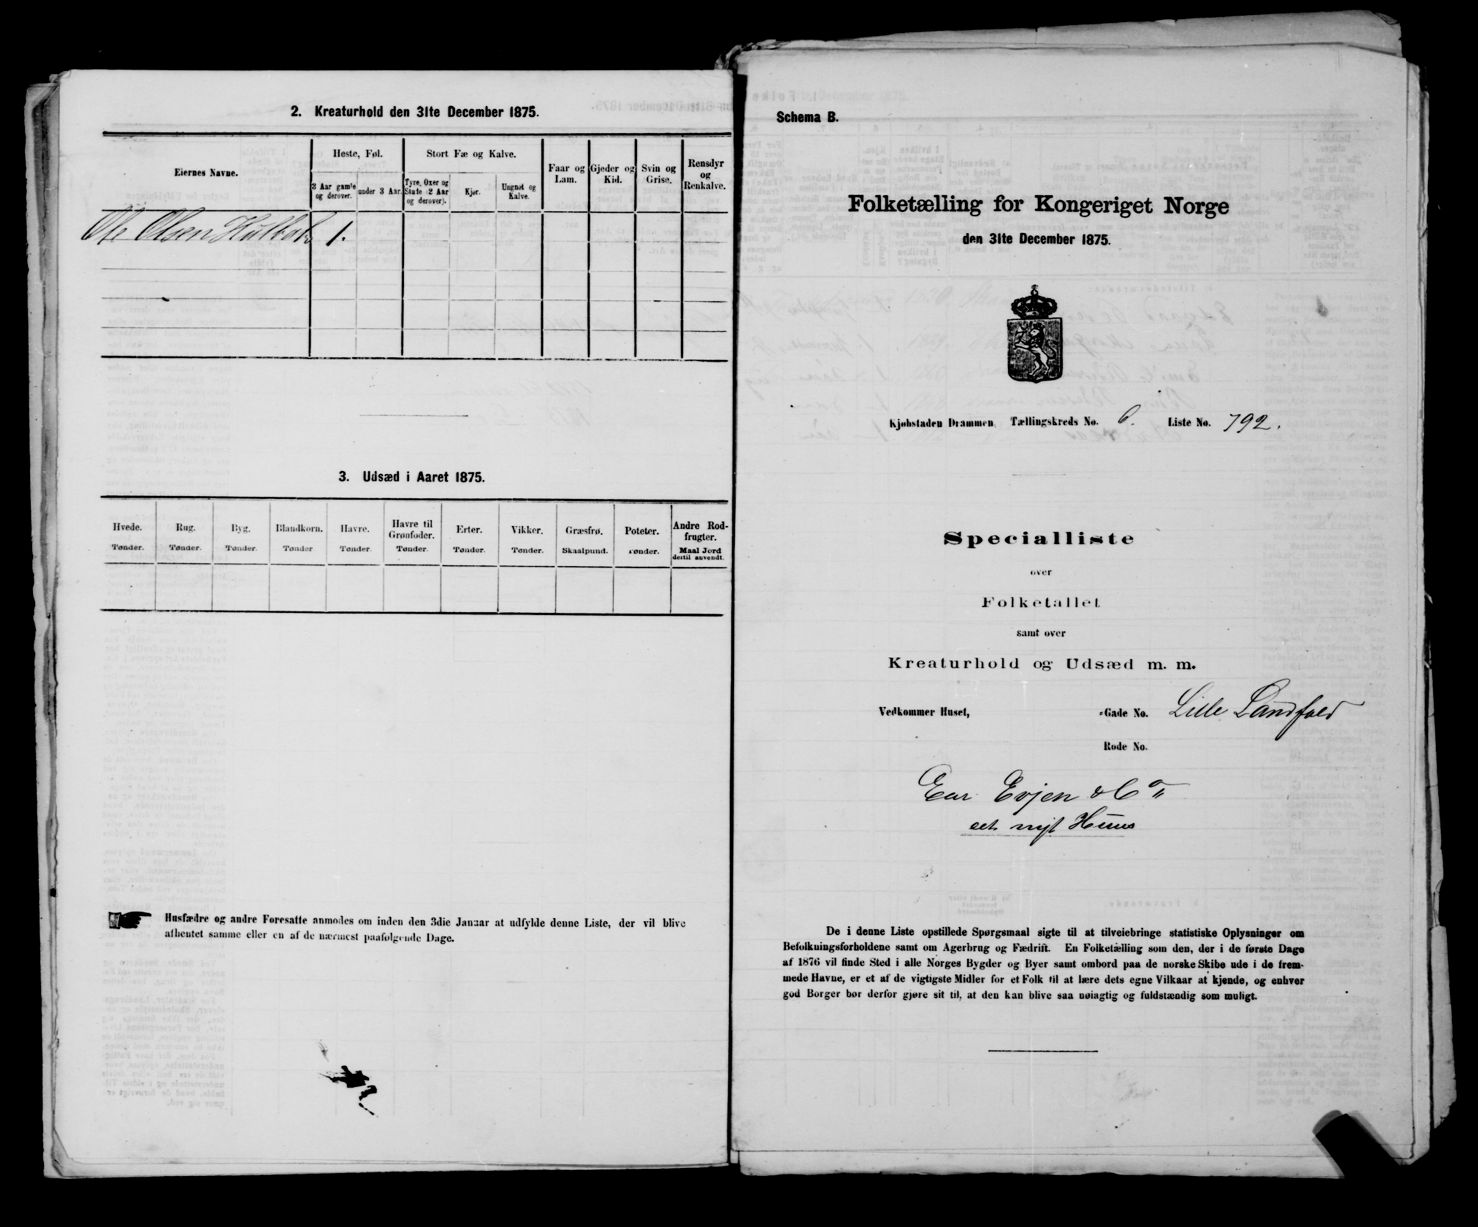 2. Kreaturhold den 31te December 1875.
Eiernes Navne.
Heste, Føl.
3 Aar gamle og derover.
under 3 Aar.
Stort Fæ og Kalve.
Tyre, Oxer og Stute (2 Aar og derover).
Kjør.
Ungnøt og Kalve.
Faar og Lam.
Gjeder og Kid.
Svin og Grise.
Rensdyr og Renkalve.
Ole Olsen 1.
3. Udsæd i Aaret 1875.
Hvede. Tønder.
Rug. Tønder.
Byg. Tønder.
Blandkorn. Tønder
Havre. Tønder.
Havre til Grønfoder. Tønder.
Erter. Tønder.
Vikker. Tønder.
Græsfrø. Skaalpund.
Poteter. Tønder.
Andre Rodfrugter. Maal Jord dertil anvendt.
Husfædre og andre Foresatte anmodes om inden den 3die Januar at udfylde denne Liste, der vil blive
afhentet samme eller en af de nærmest paafølgende Dage.
Schema B.
Folketælling for Kongeriget Norge
den 31te December 1875.
Kjøbstaden Drammen. Tællingskreds No. 6. Liste No. 792.
Specialliste
over
Folketallet
samt over
Kreaturhold og Udsæd m. m.
Vedkommer Huset, -Gade No. Lille Landfald
Rode No.
Eier Evjen & Co
et nyt Huus
De i denne Liste opstillede Spørgsmaal sigte til at tilveiebringe statistiske Oplysninger om
Befolkningsforholdene samt om Agerbrug og Fædrift. En Folketælling som den, der i de første Dage
af 1876 vil finde Sted i alle Norges Bygder og Byer samt ombord paa de norske Skibe ude i de frem-
mede Havne, er et af de vigtigste Midler for et Folk til at lære dets egne Vilkaar at kjende, og enhver
god Borger bør derfor gjøre sit til, at den kan blive saa nøiagtig og fuldstændig som muligt.